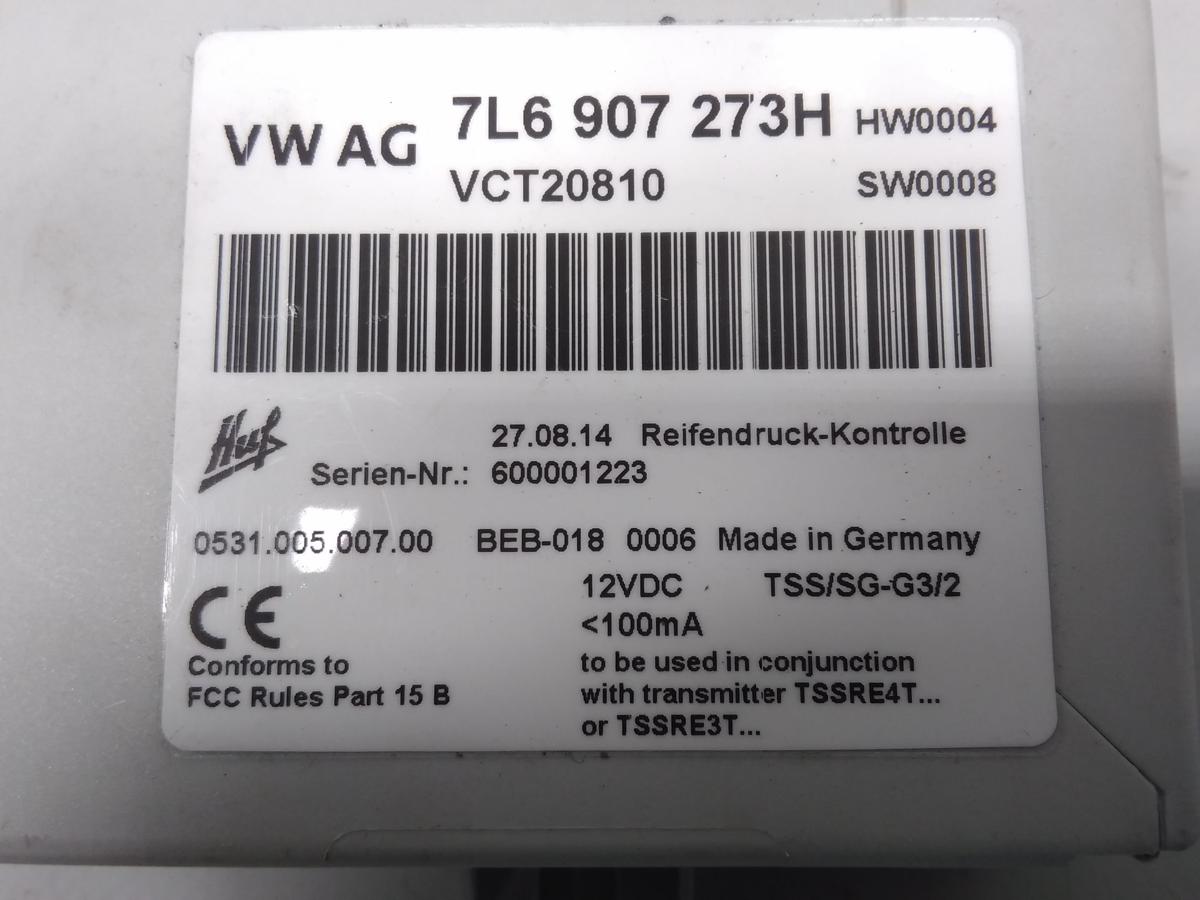 VW AG 7L6 907 273H HW0004
VCT20810 SW0008
Huf
27.08.14 Reifendruck-Kontrolle
Serien-Nr.: 600001223
0531.005.007.00 BEB-018 0006 Made in Germany
CE 12VDC TSS/SG-G3/2
<100mA
Conforms to
FCC Rules Part 15 B
to be used in conjunction
with transmitter TSSRE4T...
or TSSRE3T...